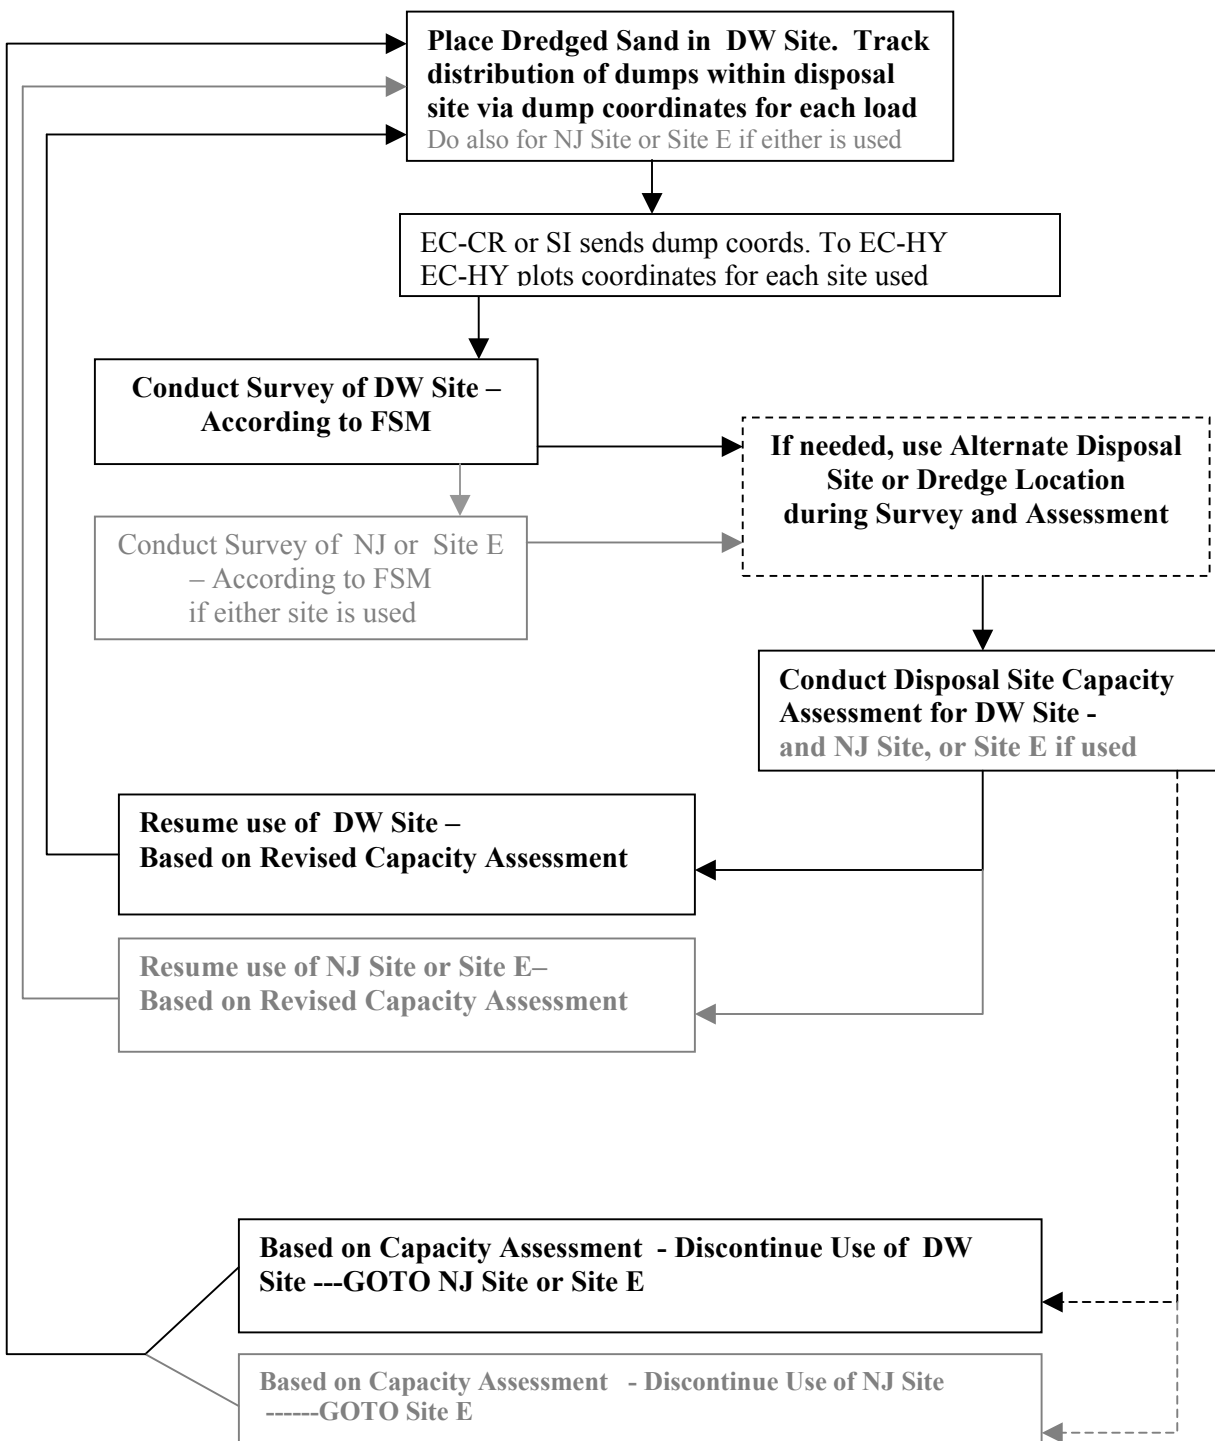 Place Dredged Sand in DW Site. Track
distribution of dumps within disposal
site via dump coordinates for each load
Do also for NJ Site or Site E if either is used
EC-CR or SI sends dump coords. To EC-HY
EC-HY plots coordinates for each site used
Conduct Survey of DW Site –
According to FSM
If needed, use Alternate Disposal
Site or Dredge Location
during Survey and Assessment
Conduct Survey of NJ or Site E
– According to FSM
if either site is used
Conduct Disposal Site Capacity
Assessment for DW Site -
and NJ Site, or Site E if used
Resume use of DW Site –
Based on Revised Capacity Assessment
Resume use of NJ Site or Site E–
Based on Revised Capacity Assessment
Based on Capacity Assessment - Discontinue Use of DW
Site ---GOTO NJ Site or Site E
Based on Capacity Assessment - Discontinue Use of NJ Site
------GOTO Site E